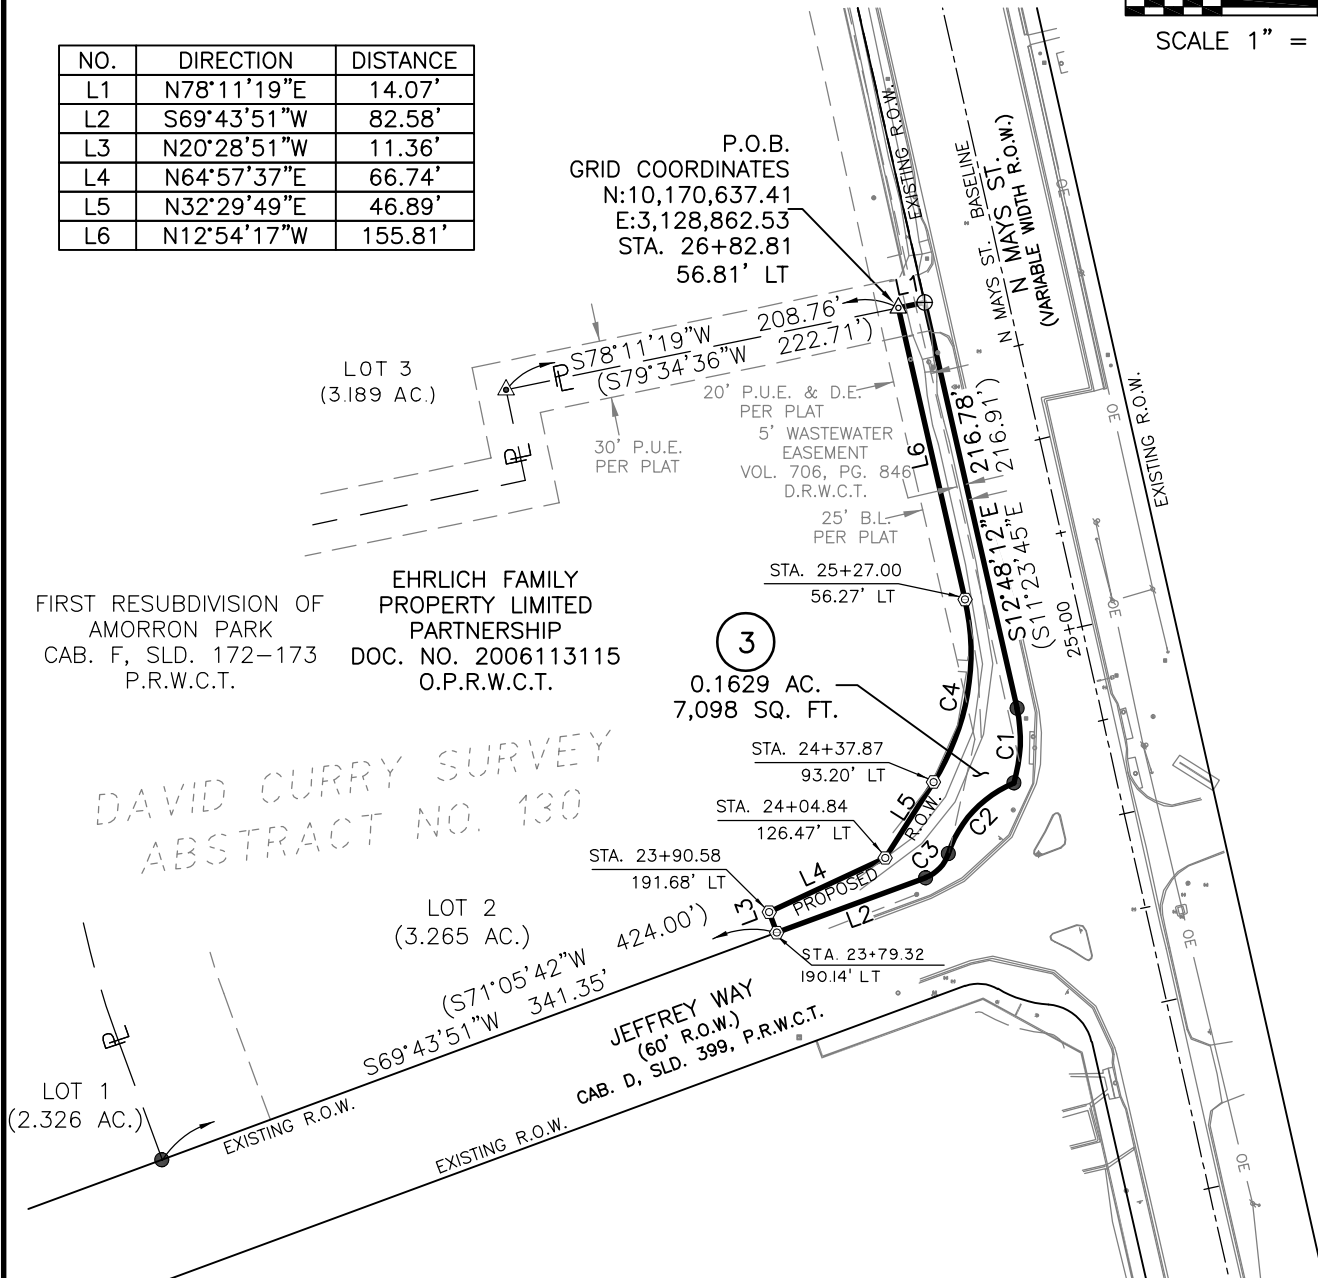 SCALE 1" =
NO. DIRECTION DISTANCE
L1 N78°11'19"E 14.07'
L2 S69°43'51"W 82.58'
L3 N20°28'51"W 11.36'
L4 N64°57'37"E 66.74'
L5 N32°29'49"E 46.89'
L6 N12°54'17"W 155.81'
P.O.B.
GRID COORDINATES
N:10,170,637.41
E:3,128,862.53
STA. 26+82.81
56.81' LT
EXISTING R.O.W.
N MAYS ST. BASELINE
N MAYS ST.
(VARIABLE WIDTH R.O.W.)
OE
L1
S78°11'19"W 208.76'
(S79°34'36"W 222.71')
PL
LOT 3
(3.189 AC.)
PL
30' P.U.E.
PER PLAT
20' P.U.E. & D.E.
PER PLAT
5' WASTEWATER
EASEMENT
VOL. 706, PG. 846
D.R.W.C.T.
25' B.L.
PER PLAT
L6
S12°48'12"E 216.78'
(S11°23'45"E 216.91')
OE
EXISTING R.O.W.
OE
25+00
STA. 25+27.00
56.27' LT
FIRST RESUBDIVISION OF
AMORRON PARK
CAB. F, SLD. 172-173
P.R.W.C.T.
EHRLICH FAMILY
PROPERTY LIMITED
PARTNERSHIP
DOC. NO. 2006113115
O.P.R.W.C.T.
3
0.1629 AC.
7,098 SQ. FT.
C4
C1
STA. 24+37.87
93.20' LT
DAVID CURRY SURVEY
ABSTRACT NO. 130
STA. 24+04.84
126.47' LT
L5
PROPOSED R.O.W.
C2
C3
STA. 23+90.58
191.68' LT
L4
L3
L2
LOT 2
(3.265 AC.)
STA. 23+79.32
190.14' LT
(S71°05'42"W 424.00')
S69°43'51"W 341.35'
JEFFREY WAY
(60' R.O.W.)
CAB. D, SLD. 399, P.R.W.C.T.
OE
PL
LOT 1
(2.326 AC.)
EXISTING R.O.W.
EXISTING R.O.W.
OE